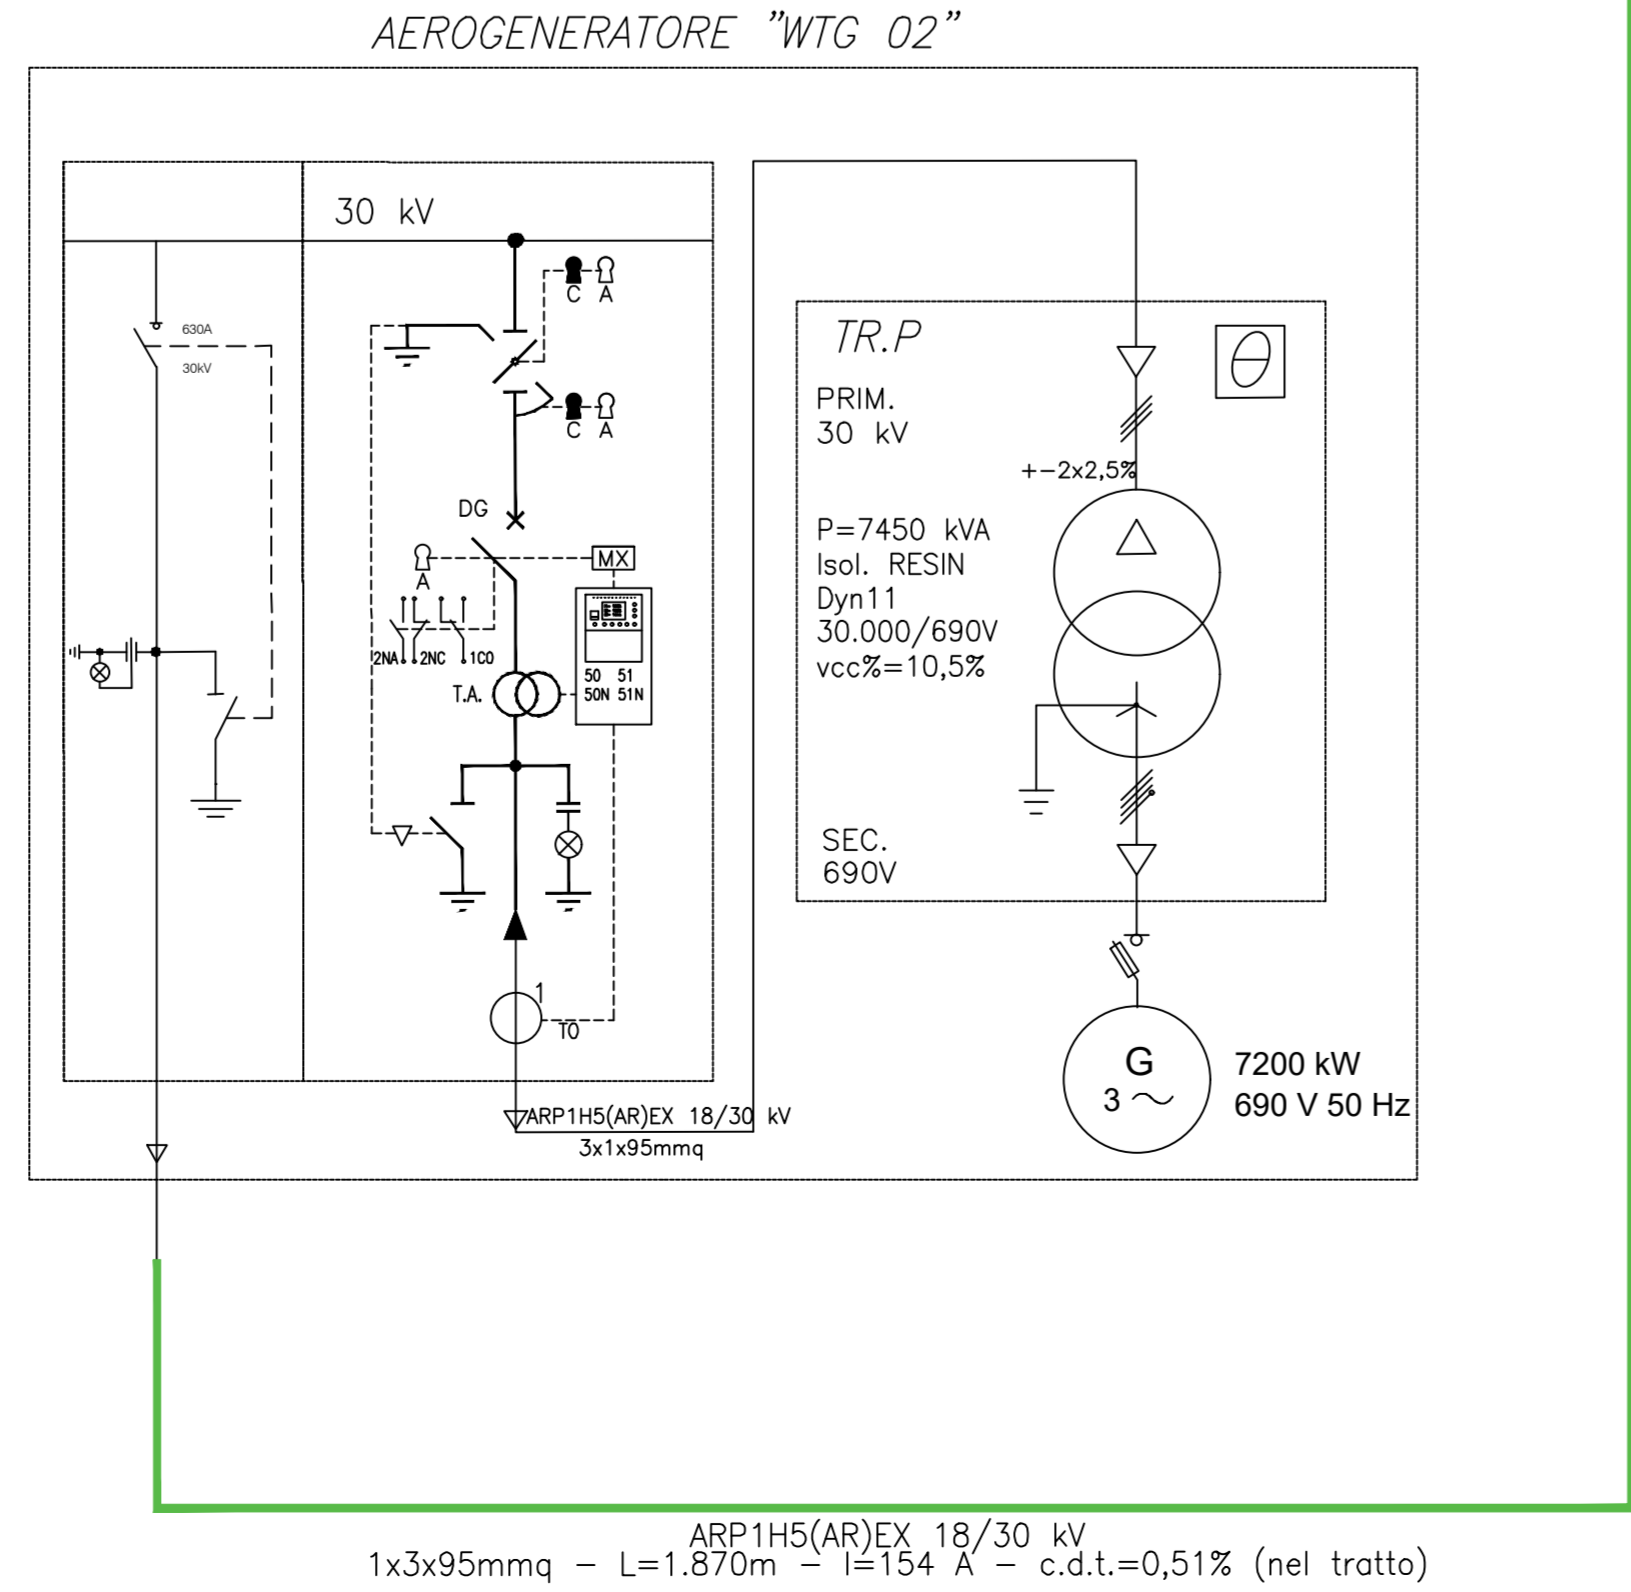 AEROGENERATORE "WTG 02"
30 kV
C A
630A
30kV
C A
DG
MX
A
2NA 2NC 1CO
50 51
50N 51N
T.A.
1
TO
ARP1H5(AR)EX 18/30 kV
3x1x95mmq
TR.P
PRIM.
30 kV
+-2x2,5%
P=7450 kVA
Isol. RESIN
Dyn11
30.000/690V
vcc%=10,5%
SEC.
690V
G
3
7200 kW
690 V 50 Hz
ARP1H5(AR)EX 18/30 kV
1x3x95mmq - L=1.870m - I=154 A - c.d.t.=0,51% (nel tratto)